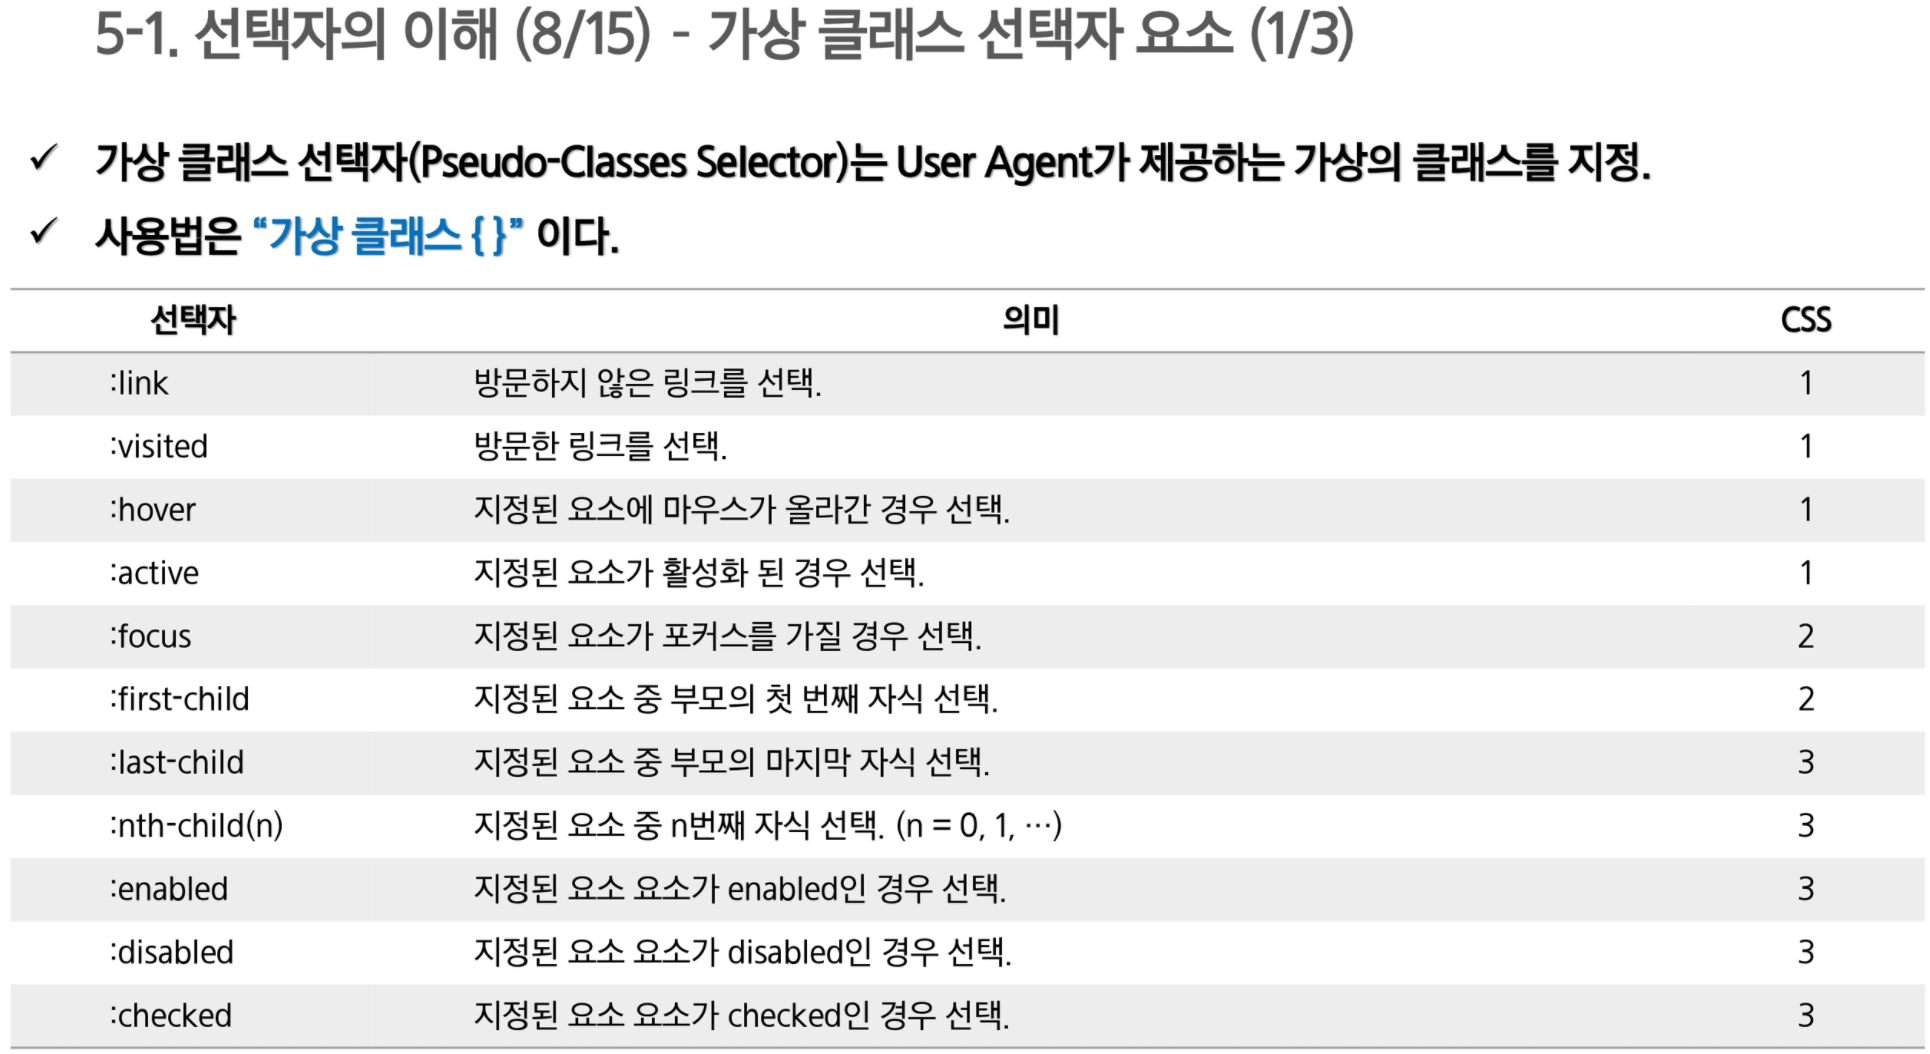 5-1. 선택자의 이해 (8/15) - 가상 클래스 선택자 요소 (1/3)
✓ 가상 클래스 선택자(Pseudo-Classes Selector)는 User Agent가 제공하는 가상의 클래스를 지정.
✓ 사용법은 “가상 클래스 { }” 이다.
선택자 의미 CSS
:link 방문하지 않은 링크를 선택. 1
:visited 방문한 링크를 선택. 1
:hover 지정된 요소에 마우스가 올라간 경우 선택. 1
:active 지정된 요소가 활성화 된 경우 선택. 1
:focus 지정된 요소가 포커스를 가질 경우 선택. 2
:first-child 지정된 요소 중 부모의 첫 번째 자식 선택. 2
:last-child 지정된 요소 중 부모의 마지막 자식 선택. 3
:nth-child(n) 지정된 요소 중 n번째 자식 선택. (n = 0, 1, …) 3
:enabled 지정된 요소 요소가 enabled인 경우 선택. 3
:disabled 지정된 요소 요소가 disabled인 경우 선택. 3
:checked 지정된 요소 요소가 checked인 경우 선택. 3